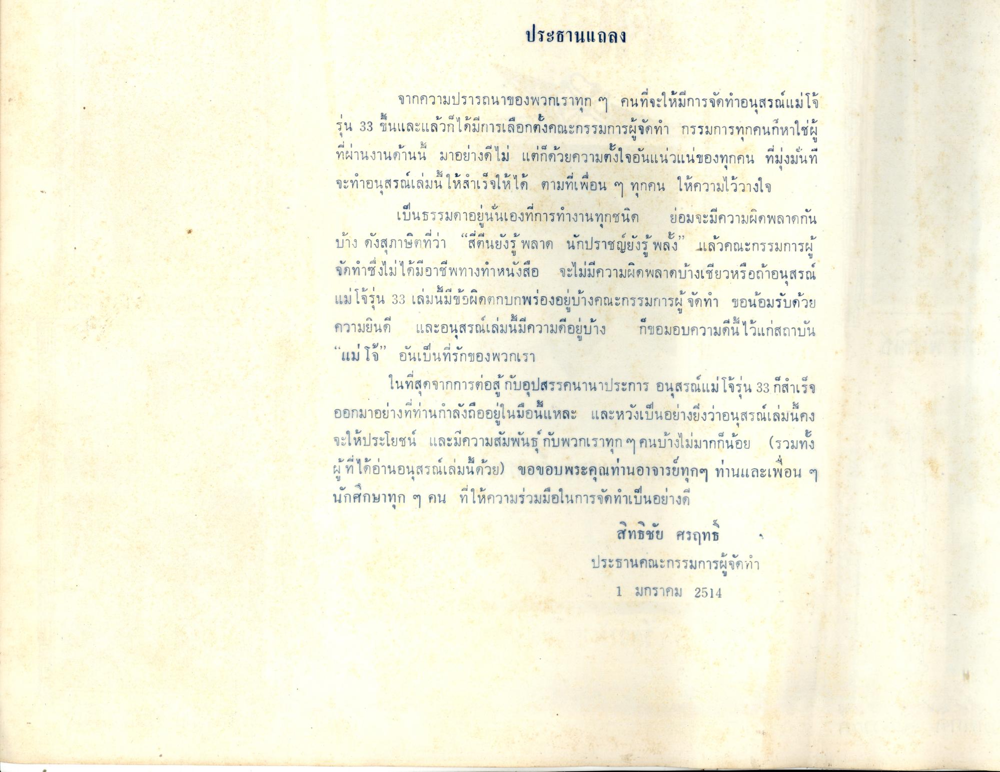 ประธานแถลง
จากความปรารถนาของพวกเราทุก ๆ คนที่จะให้มีการจัดทำอนุสรณ์แม่โจ้
รุ่น 33 ขึ้นและแล้วก็ได้มีการเลือกตั้งคณะกรรมการผู้จัดทำ กรรมการทุกคนก็หาใช่ผู้
ที่ผ่านงานด้านนี้ มาอย่างดีไม่ แต่ก็ด้วยความตั้งใจอันแน่วแน่ของทุกคน ที่มุ่งมั่นที่
จะทำอนุสรณ์เล่มนี้ให้สำเร็จให้ได้ ตามที่เพื่อน ๆ ทุกคน ให้ความไว้วางใจ
เป็นธรรมดาอยู่นั่นเองที่การทำงานทุกชนิด ย่อมจะมีความผิดพลาดกัน
บ้าง ดังสุภาษิตที่ว่า “สี่ตีนยังรู้พลาด นักปราชญ์ยังรู้พลั้ง” แล้วคณะกรรมการผู้
จัดทำซึ่งไม่ได้มีอาชีพทางทำหนังสือ จะไม่มีความผิดพลาดบ้างเชียวหรือถ้าอนุสรณ์
แม่โจ้รุ่น 33 เล่มนี้มีข้อผิดตกบกพร่องอยู่บ้างคณะกรรมการผู้จัดทำ ขอน้อมรับด้วย
ความยินดี และอนุสรณ์เล่มนี้มีความดีอยู่บ้าง ก็ขอมอบความดีนี้ไว้แก่สถาบัน
“แม่โจ้” อันเป็นที่รักของพวกเรา
ในที่สุดจากการต่อสู้กับอุปสรรคนานาประการ อนุสรณ์แม่โจ้รุ่น 33 ก็สำเร็จ
ออกมาอย่างที่ท่านกำลังถืออยู่ในมือนี้แหละ และหวังเป็นอย่างยิ่งว่าอนุสรณ์เล่มนี้คง
จะให้ประโยชน์ และมีความสัมพันธุ์กับพวกเราทุก ๆ คนบ้างไม่มากก็น้อย (รวมทั้ง
ผู้ที่ได้อ่านอนุสรณ์เล่มนี้ด้วย) ขอขอบพระคุณท่านอาจารย์ทุกๆ ท่านและเพื่อน ๆ
นักศึกษาทุก ๆ คน ที่ให้ความร่วมมือในการจัดทำเป็นอย่างดี
สิทธิชัย ศรฤทธิ์
ประธานคณะกรรมการผู้จัดทำ
1 มกราคม 2514